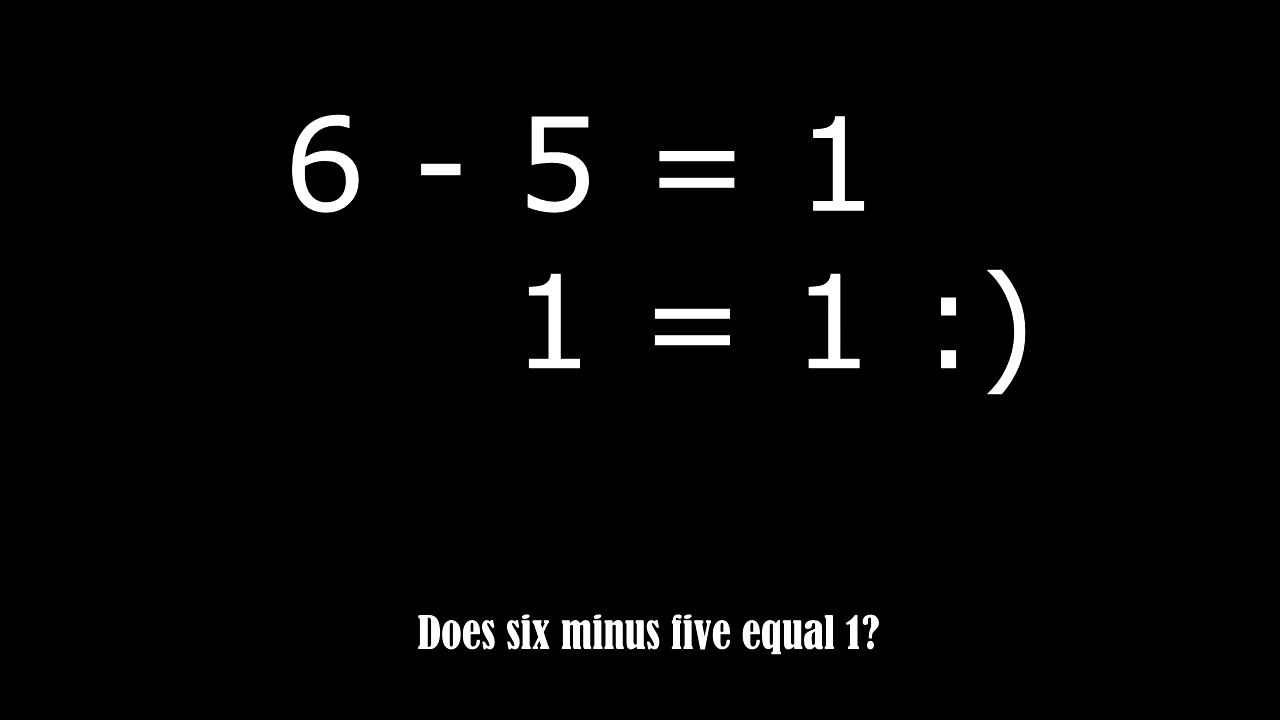 6 - 5 = 1
1 = 1 :)
Does six minus five equal 1?